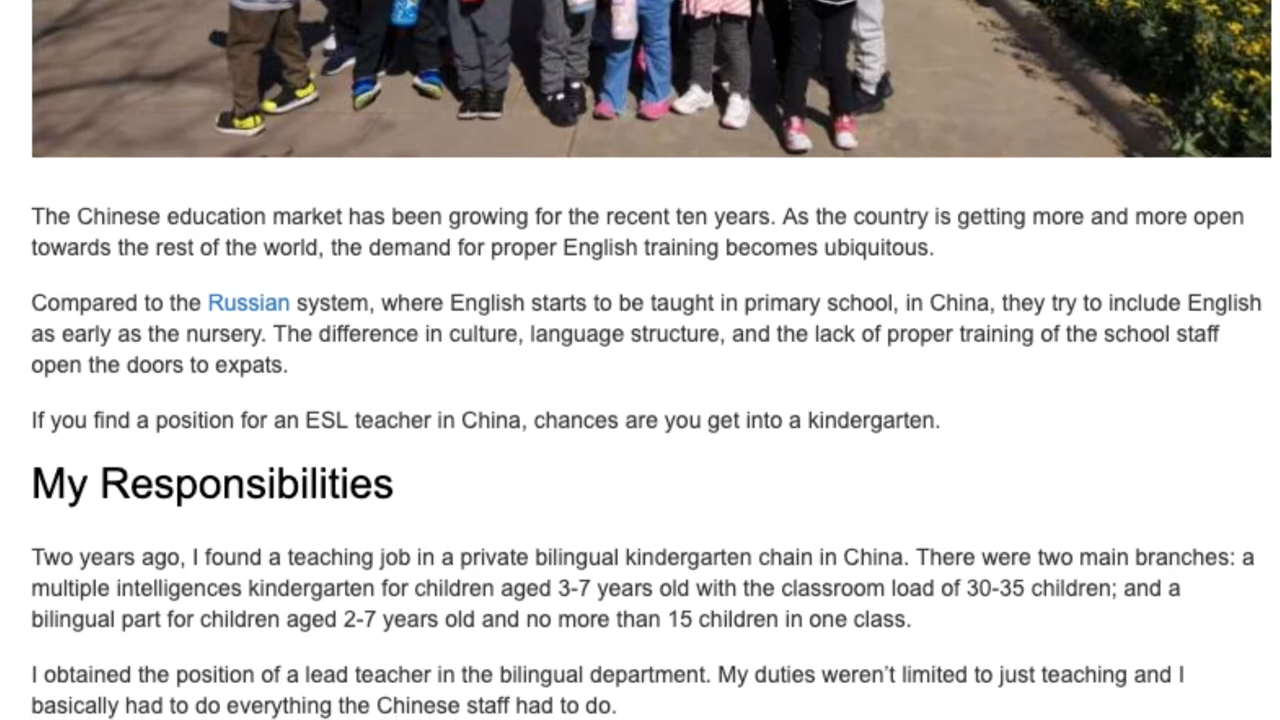 The Chinese education market has been growing for the recent ten years. As the country is getting more and more open
towards the rest of the world, the demand for proper English training becomes ubiquitous.
Compared to the Russian system, where English starts to be taught in primary school, in China, they try to include English
as early as the nursery. The difference in culture, language structure, and the lack of proper training of the school staff
open the doors to expats.
If you find a position for an ESL teacher in China, chances are you get into a kindergarten.
My Responsibilities
Two years ago, I found a teaching job in a private bilingual kindergarten chain in China. There were two main branches: a
multiple intelligences kindergarten for children aged 3-7 years old with the classroom load of 30-35 children; and a
bilingual part for children aged 2-7 years old and no more than 15 children in one class.
I obtained the position of a lead teacher in the bilingual department. My duties weren’t limited to just teaching and I
basically had to do everything the Chinese staff had to do.